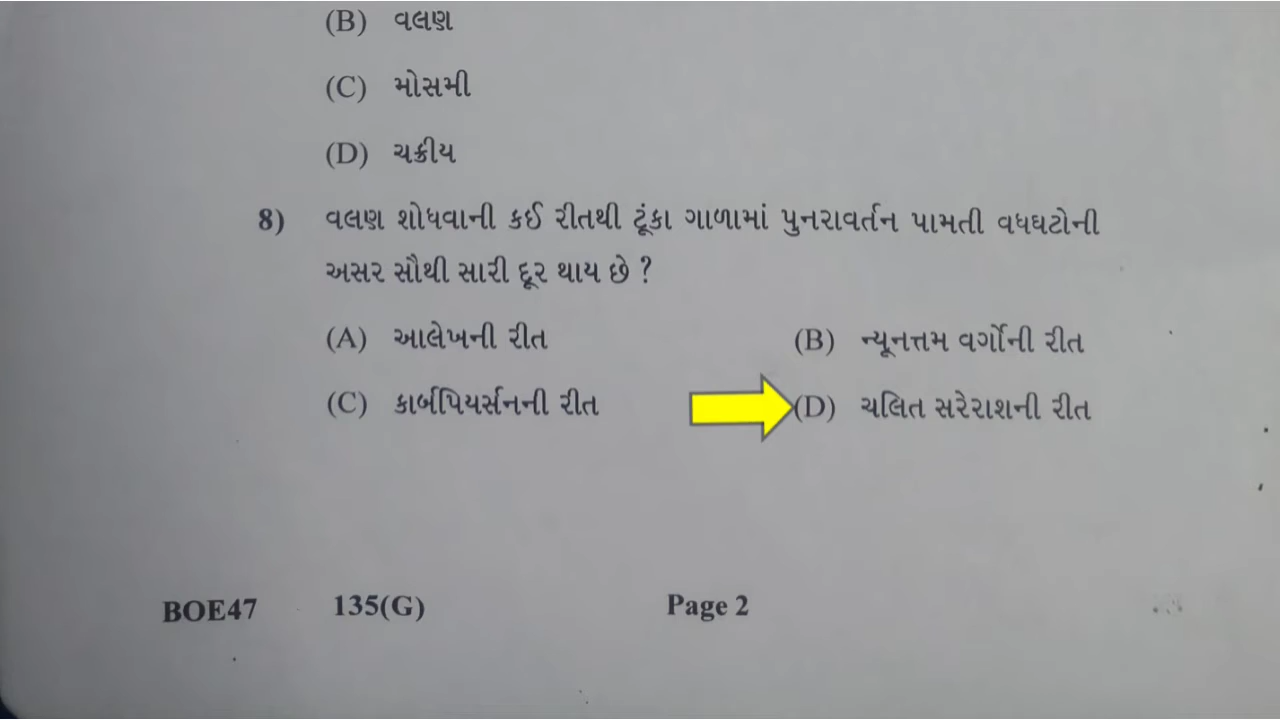 (B) વલણ
(C) મોસમી
(D) ચક્રીય
8) વલણ શોધવાની કઈ રીતથી ટૂંકા ગાળામાં પુનરાવર્તન પામતી વધઘટોની
અસર સૌથી સારી દૂર થાય છે ?
(A) આલેખની રીત (B) ન્યૂનત્તમ વર્ગોની રીત
(C) કાર્બપિયર્સનની રીત (D) ચલિત સરેરાશની રીત
BOE47 135(G) Page 2